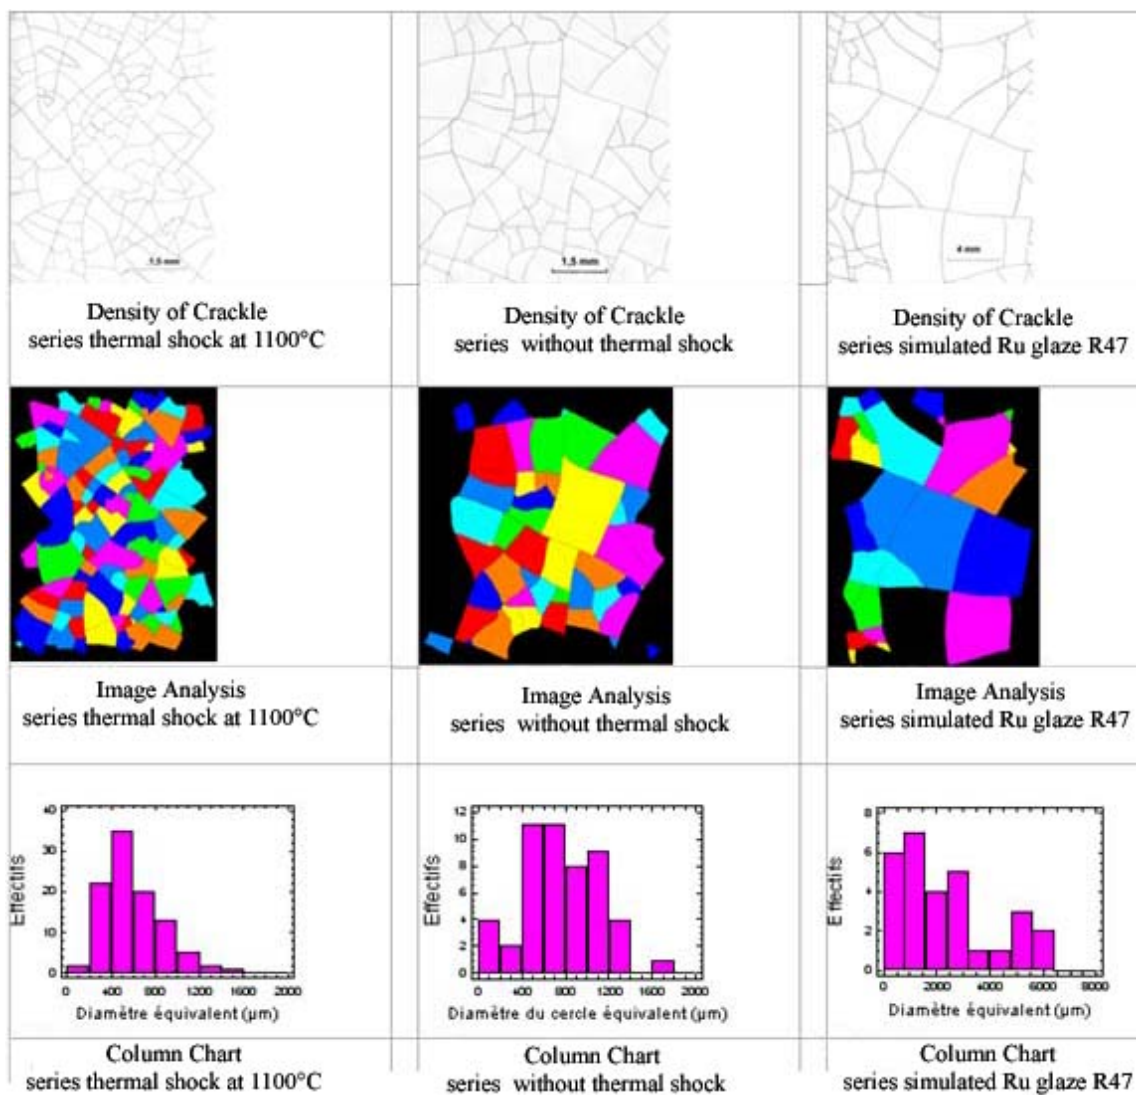 1,5 mm
1,5 mm
4 mm
Density of Crackle
series thermal shock at 1100°C
Density of Crackle
series without thermal shock
Density of Crackle
series simulated Ru glaze R47
Image Analysis
series thermal shock at 1100°C
Image Analysis
series without thermal shock
Image Analysis
series simulated Ru glaze R47
Effectifs
40
30
20
10
0
0 400 800 1200 1600 2000
Diamètre équivalent (µm)
Effectifs
12
10
8
6
4
2
0
0 400 800 1200 1600 2000
Diamètre du cercle équivalent (µm)
Effectifs
8
6
4
2
0
0 2000 4000 6000 8000
Diamètre équivalent (µm)
Column Chart
series thermal shock at 1100°C
Column Chart
series without thermal shock
Column Chart
series simulated Ru glaze R47